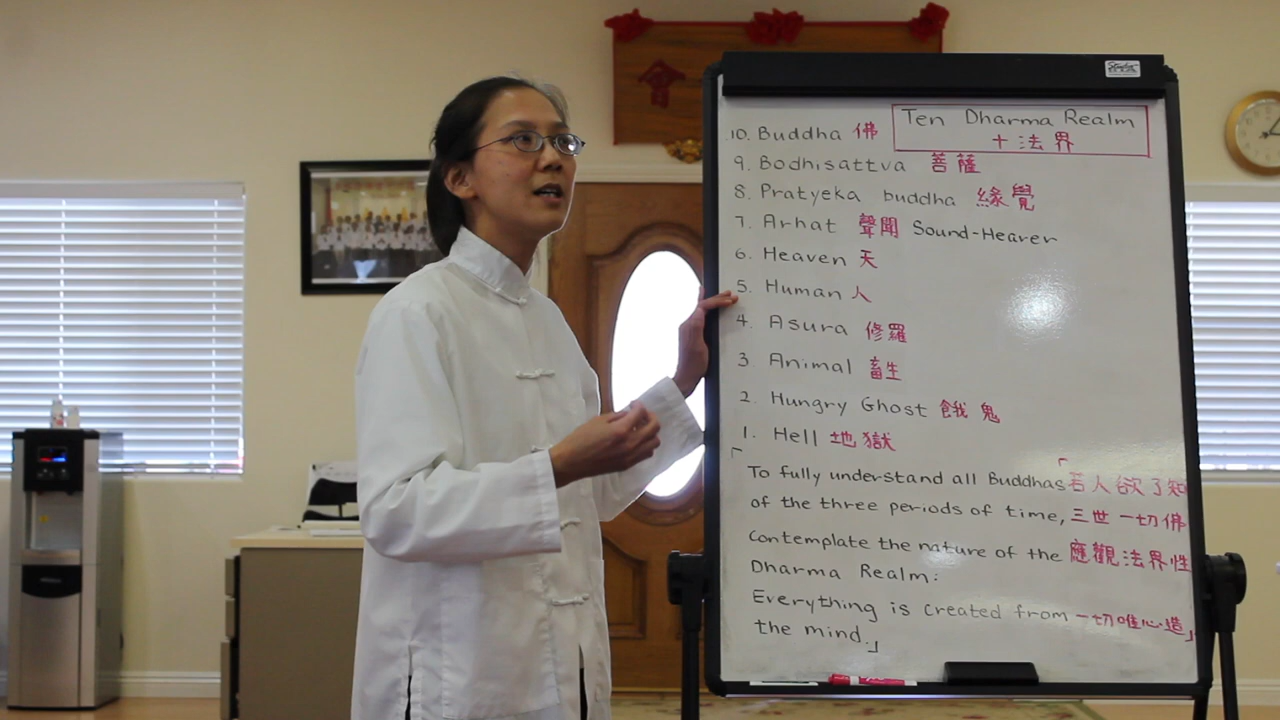 Ten Dharma Realm
十法界
10. Buddha 佛
9. Bodhisattva 菩薩
8. Pratyeka buddha 緣覺
7. Arhat 聲聞 Sound-Hearer
6. Heaven 天
5. Human 人
4. Asura 修羅
3 Animal 畜生
2. Hungry Ghost 餓鬼
1. Hell 地獄
「To fully understand all Buddhas「若人欲了知
of the three periods of time,三世一切佛
Contemplate the nature of the 應觀法界性
Dharma Realm:
Everything is created from 一切唯心造」
the mind.」